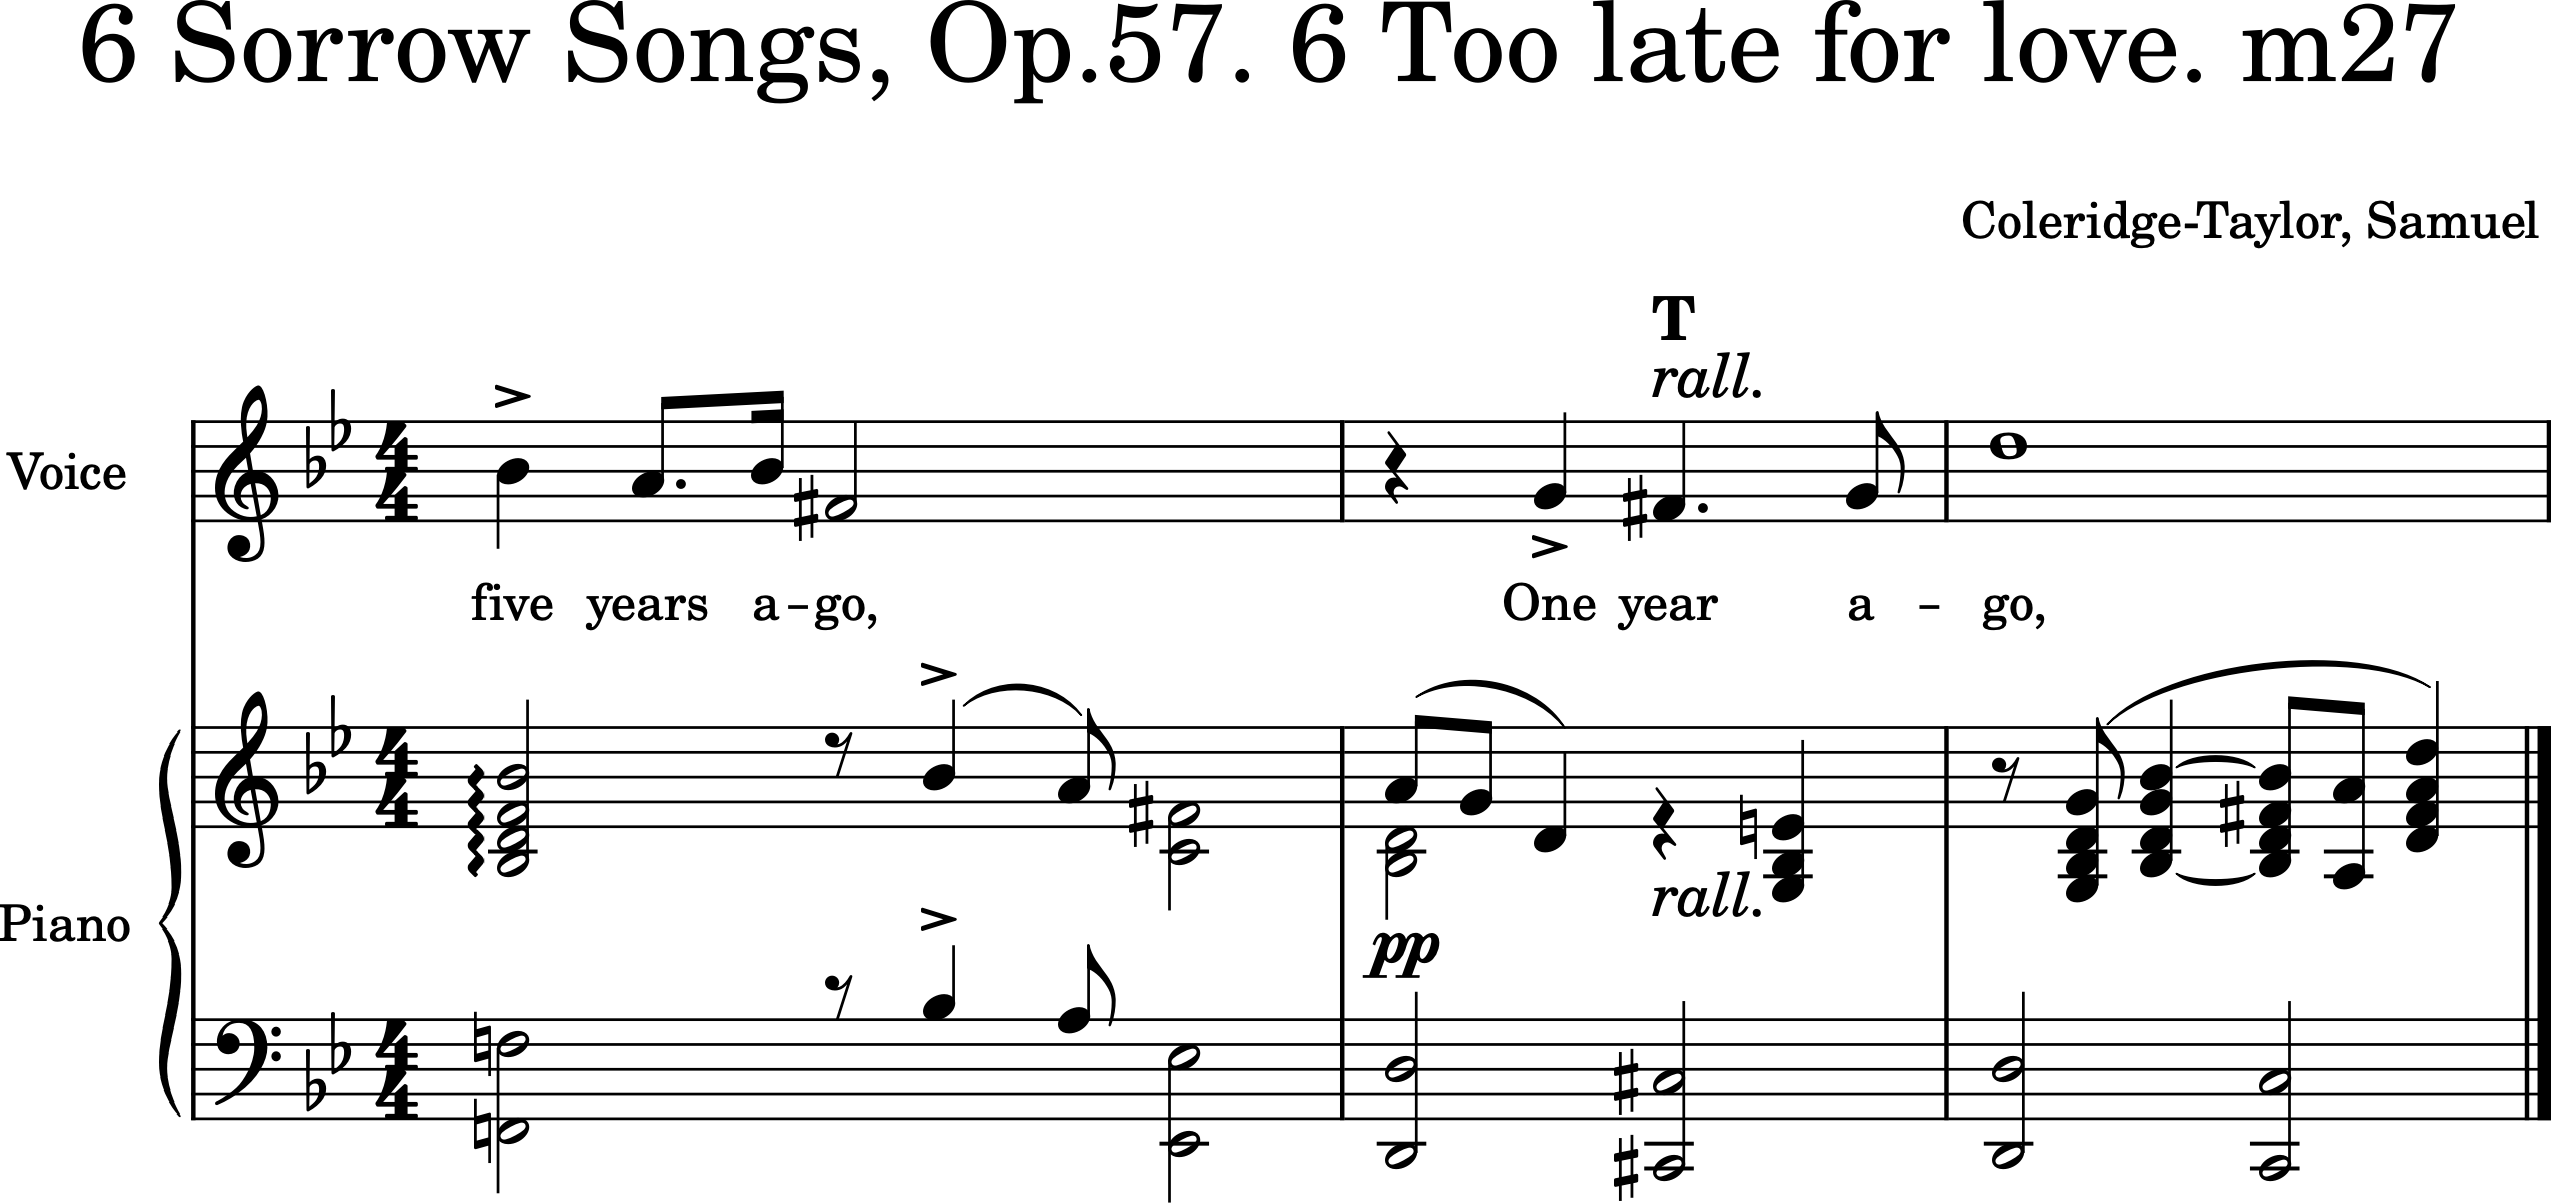 6 Sorrow Songs, Op.57. 6 Too late for love. m27
Coleridge-Taylor, Samuel
T
rall.
Voice
five years a-go, One year a - go,
Piano
rall.
pp